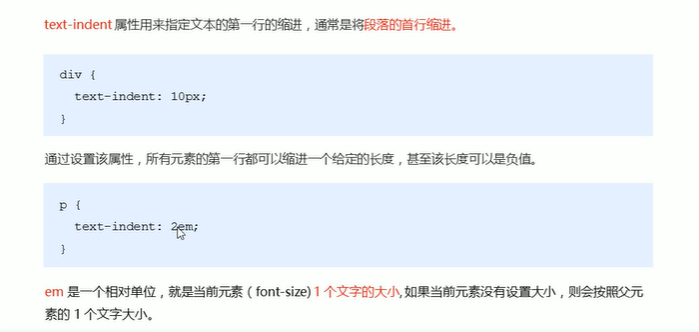 text-indent 属性用来指定文本的第一行的缩进，通常是将段落的首行缩进。
div {
  text-indent: 10px;
}
通过设置该属性，所有元素的第一行都可以缩进一个给定的长度，甚至该长度可以是负值。
p {
  text-indent: 2em;
}
em 是一个相对单位，就是当前元素（font-size) 1 个文字的大小, 如果当前元素没有设置大小，则会按照父元
素的 1 个文字大小。